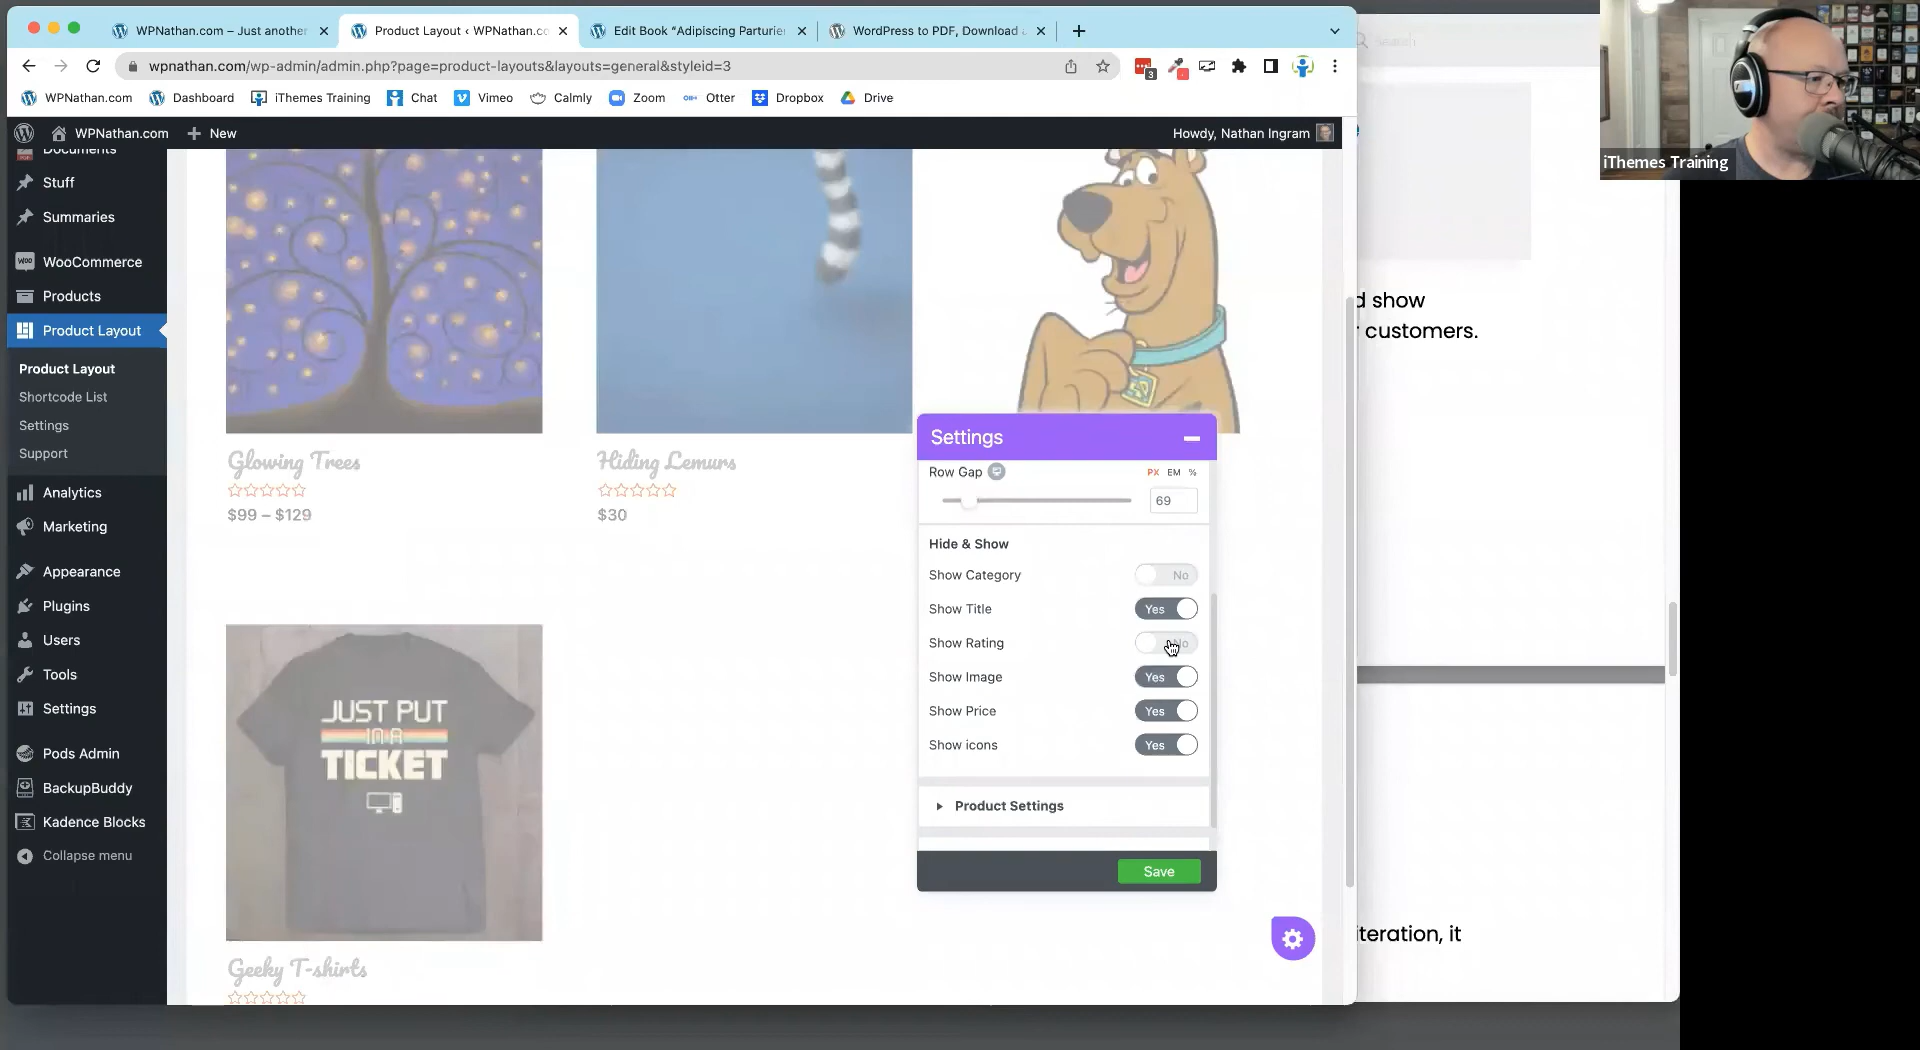 WPNathan.com – Just another
Product Layout ‹ WPNathan.co
Edit Book “Adipiscing Parturier
WordPress to PDF, Download a
wpnathan.com/wp-admin/admin.php?page=product-layouts&layouts=general&styleid=3
3
WPNathan.com
Dashboard
iThemes Training
Chat
Vimeo
Calmly
Zoom
Otter
Dropbox
Drive
WPNathan.com
New
Howdy, Nathan Ingram
Search
iThemes Training
Documents
Stuff
Summaries
WooCommerce
Products
Product Layout
Product Layout
Shortcode List
Settings
Support
Analytics
Marketing
Appearance
Plugins
Users
Tools
Settings
Pods Admin
BackupBuddy
Kadence Blocks
Collapse menu
Glowing Trees
$99 – $129
Hiding Lemurs
$30
JUST PUT
IN A
TICKET
Geeky T-shirts
Settings
Row Gap
PX EM %
69
Hide & Show
Show Category No
Show Title Yes
Show Rating No
Show Image Yes
Show Price Yes
Show icons Yes
Product Settings
Save
d show
customers.
iteration, it